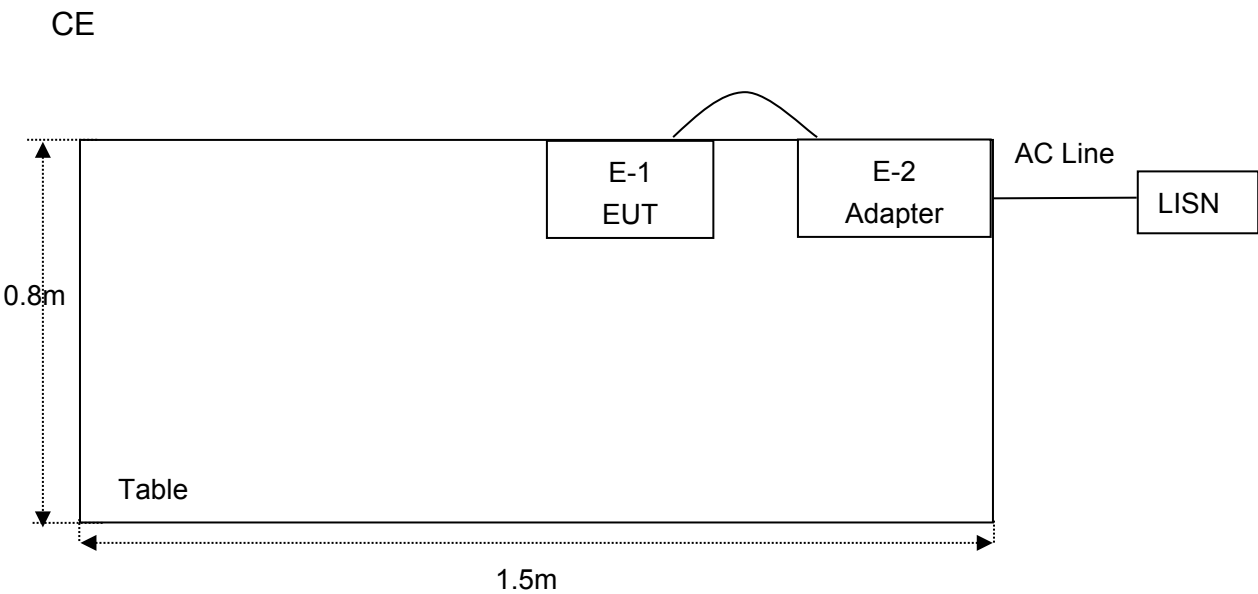 CE
AC Line
E-1
EUT
E-2
Adapter
LISN
0.8m
Table
1.5m